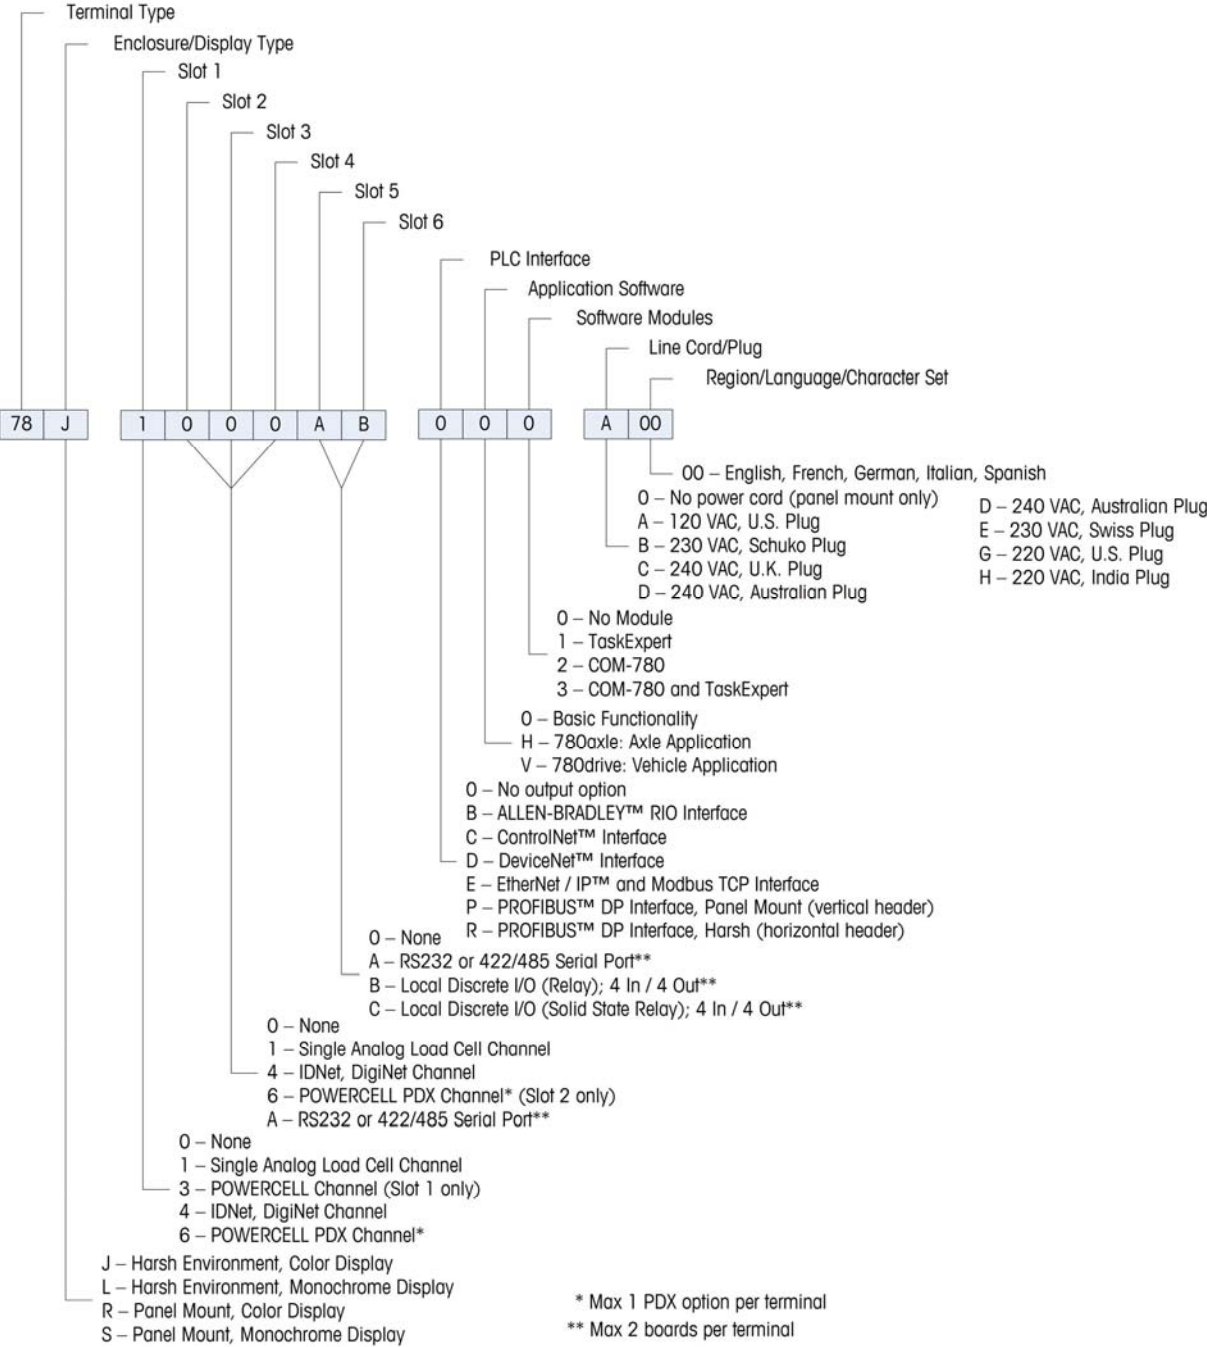 Terminal Type
Enclosure/Display Type
Slot 1
Slot 2
Slot 3
Slot 4
Slot 5
Slot 6
PLC Interface
Application Software
Software Modules
Line Cord/Plug
Region/Language/Character Set
78 J 1 0 0 0 A B 0 0 0 A 00
00 – English, French, German, Italian, Spanish
0 – No power cord (panel mount only)
A – 120 VAC, U.S. Plug
B – 230 VAC, Schuko Plug
C – 240 VAC, U.K. Plug
D – 240 VAC, Australian Plug
D – 240 VAC, Australian Plug
E – 230 VAC, Swiss Plug
G – 220 VAC, U.S. Plug
H – 220 VAC, India Plug
0 – No Module
1 – TaskExpert
2 – COM-780
3 – COM-780 and TaskExpert
0 – Basic Functionality
H – 780axle: Axle Application
V – 780drive: Vehicle Application
0 – No output option
B – ALLEN-BRADLEY™ RIO Interface
C – ControlNet™ Interface
D – DeviceNet™ Interface
E – EtherNet / IP™ and Modbus TCP Interface
P – PROFIBUS™ DP Interface, Panel Mount (vertical header)
R – PROFIBUS™ DP Interface, Harsh (horizontal header)
0 – None
A – RS232 or 422/485 Serial Port**
B – Local Discrete I/O (Relay); 4 In / 4 Out**
C – Local Discrete I/O (Solid State Relay); 4 In / 4 Out**
0 – None
1 – Single Analog Load Cell Channel
4 – IDNet, DigiNet Channel
6 – POWERCELL PDX Channel* (Slot 2 only)
A – RS232 or 422/485 Serial Port**
0 – None
1 – Single Analog Load Cell Channel
3 – POWERCELL Channel (Slot 1 only)
4 – IDNet, DigiNet Channel
6 – POWERCELL PDX Channel*
J – Harsh Environment, Color Display
L – Harsh Environment, Monochrome Display
R – Panel Mount, Color Display
S – Panel Mount, Monochrome Display
* Max 1 PDX option per terminal
** Max 2 boards per terminal